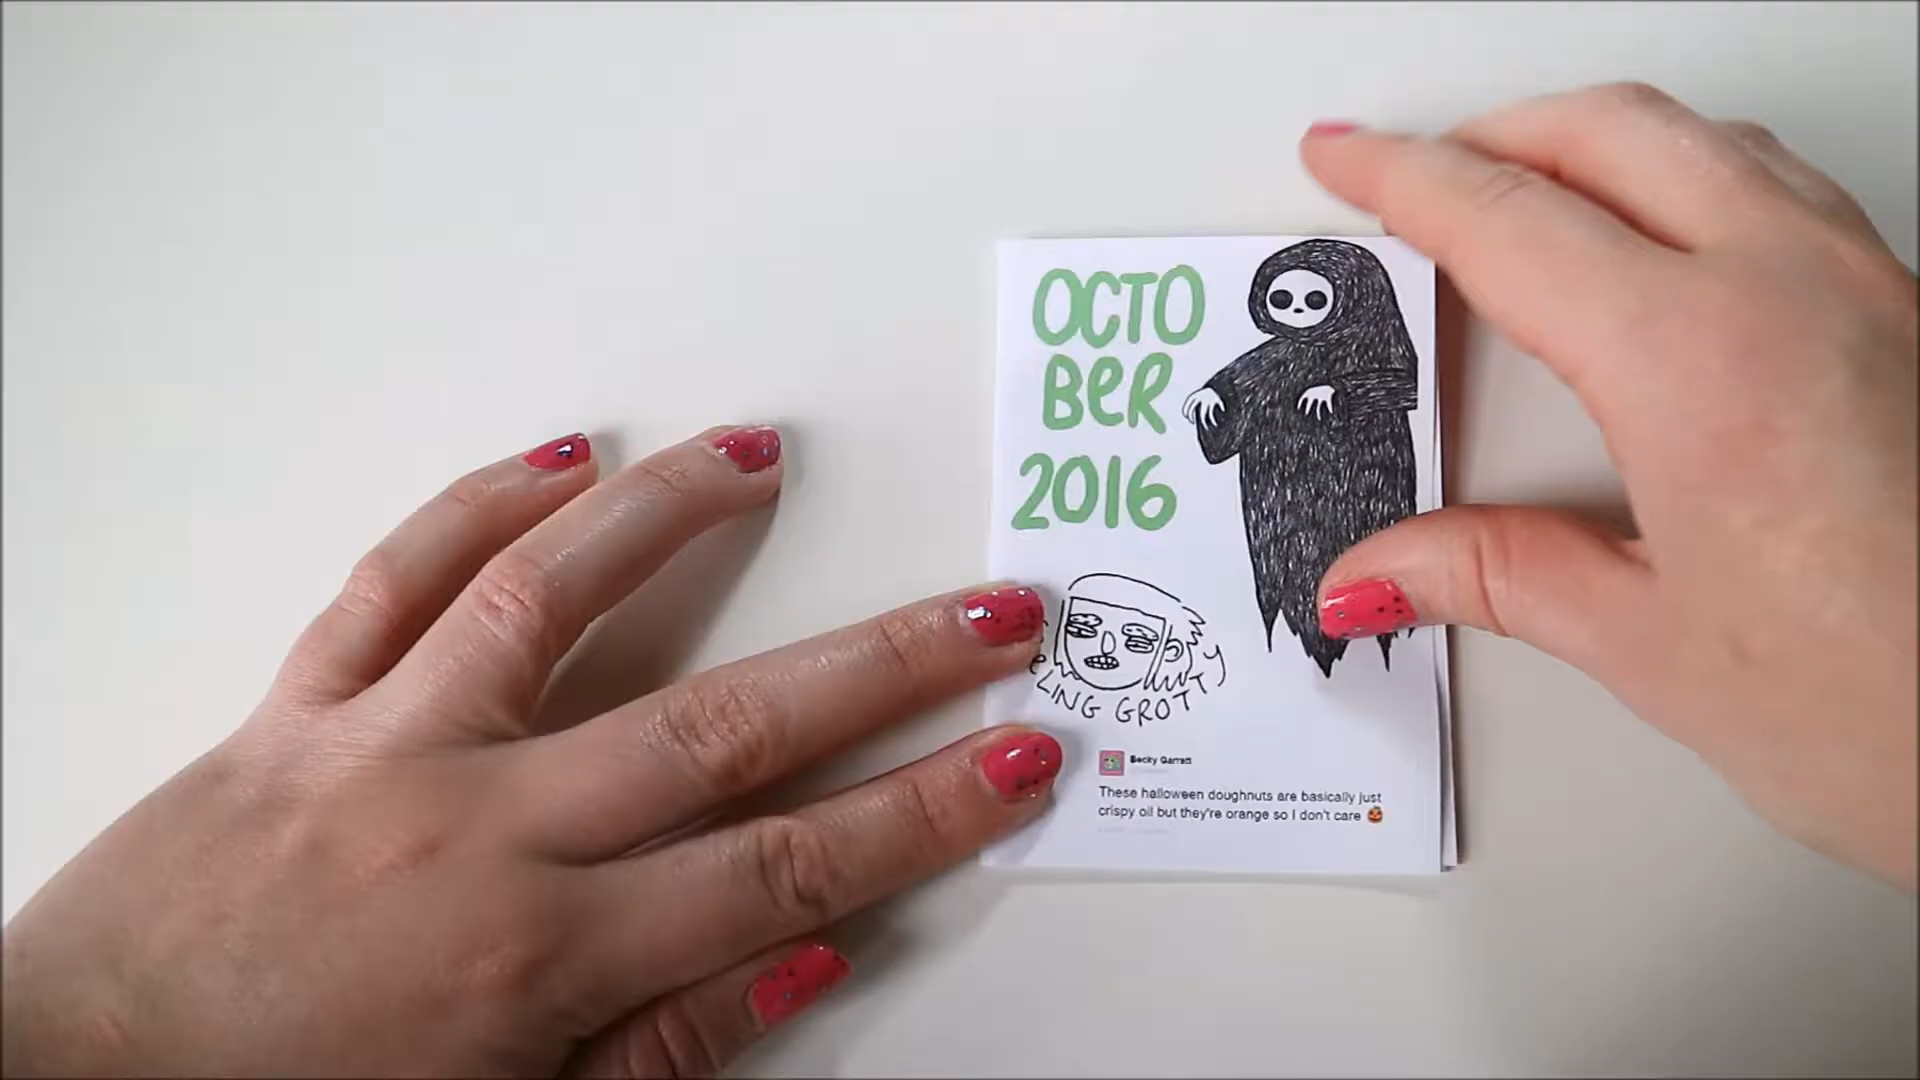 OCTO
BeR
2016
GROTTY
Becky Garratt
These halloween doughnuts are basically just
crispy oil but they're orange so I don't care